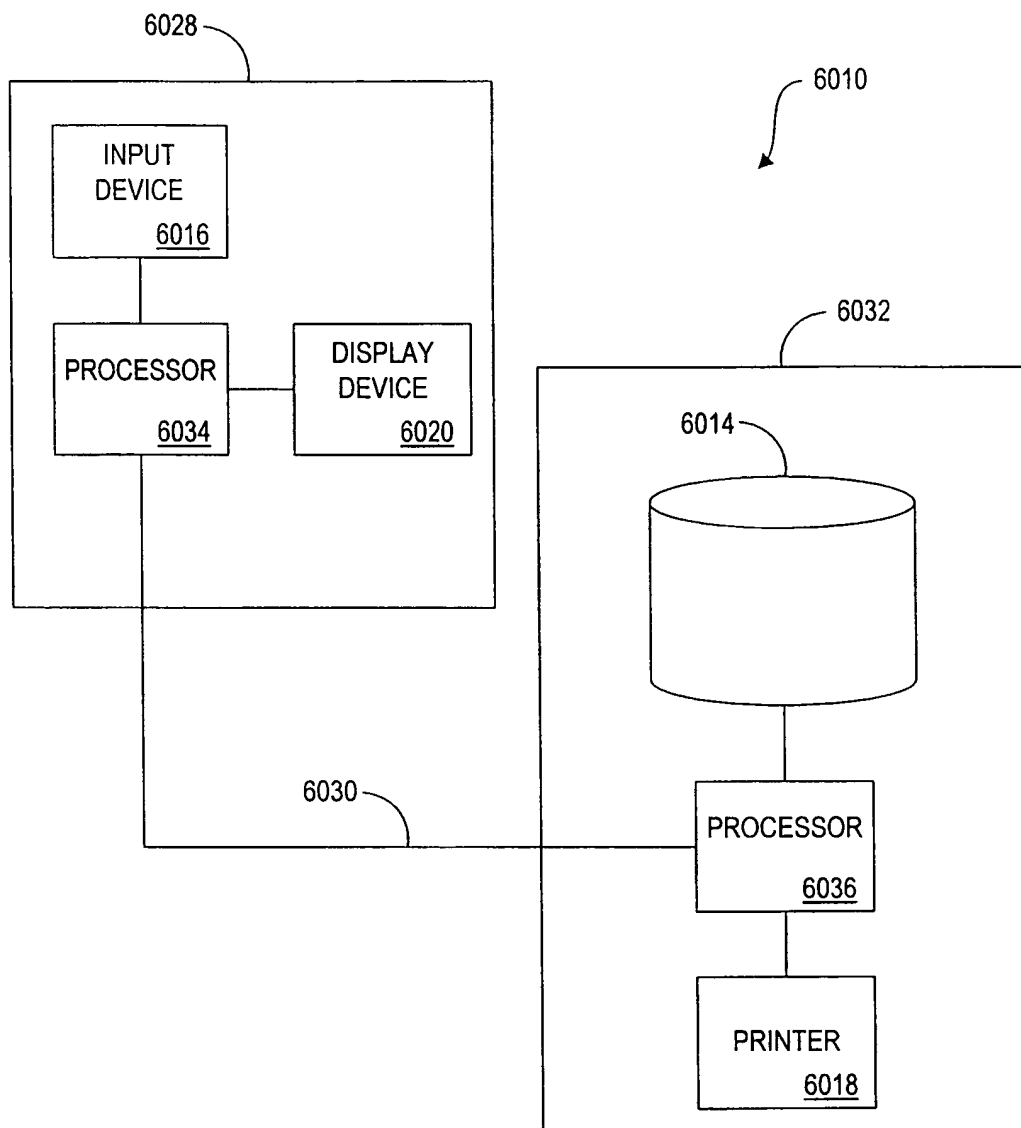 6028
6010
INPUT
DEVICE
6016
6032
PROCESSOR
6034
DISPLAY
DEVICE
6020
6014
6030
PROCESSOR
6036
PRINTER
6018